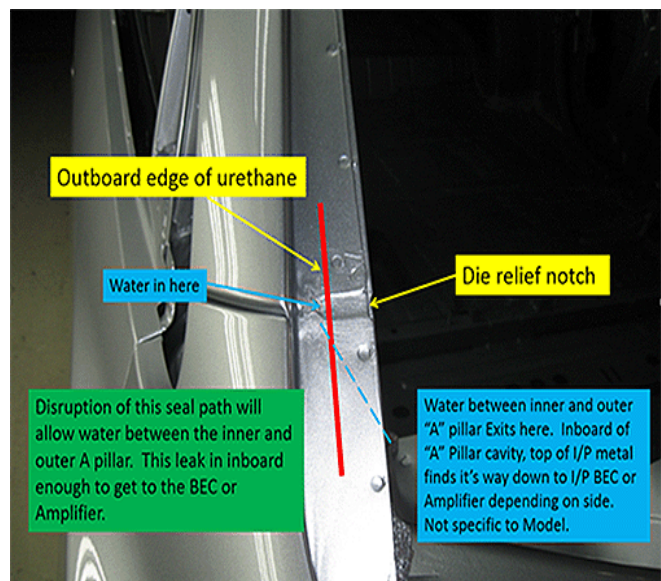 Outboard edge of urethane
Water in here
Die relief notch
Disruption of this seal path will
allow water between the inner and
outer A pillar.  This leak in inboard
enough to get to the BEC or
Amplifier.
Water between inner and outer
“A” pillar Exits here.  Inboard of
“A” Pillar cavity, top of I/P metal
finds it’s way down to I/P BEC or
Amplifier depending on side.
Not specific to Model.